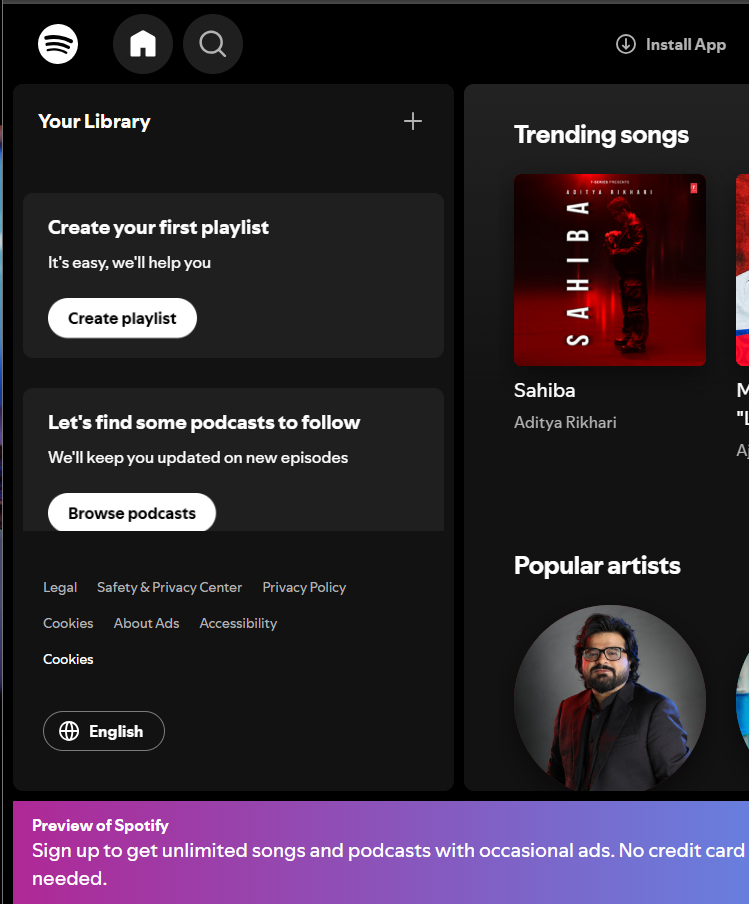 Install App
Your Library
Create your first playlist
It's easy, we'll help you
Create playlist
Let's find some podcasts to follow
We'll keep you updated on new episodes
Browse podcasts
Legal Safety & Privacy Center Privacy Policy
Cookies About Ads Accessibility
Cookies
English
Trending songs
T-SERIES PRESENTS
ADITYA RIKHARI
SAHIBA
Sahiba
Aditya Rikhari
Popular artists
Preview of Spotify
Sign up to get unlimited songs and podcasts with occasional ads. No credit card
needed.